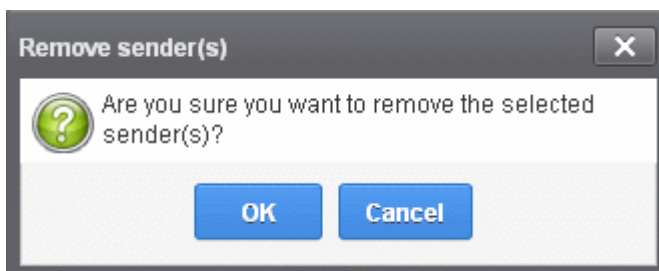 Remove sender(s)
Are you sure you want to remove the selected
sender(s)?
OK Cancel